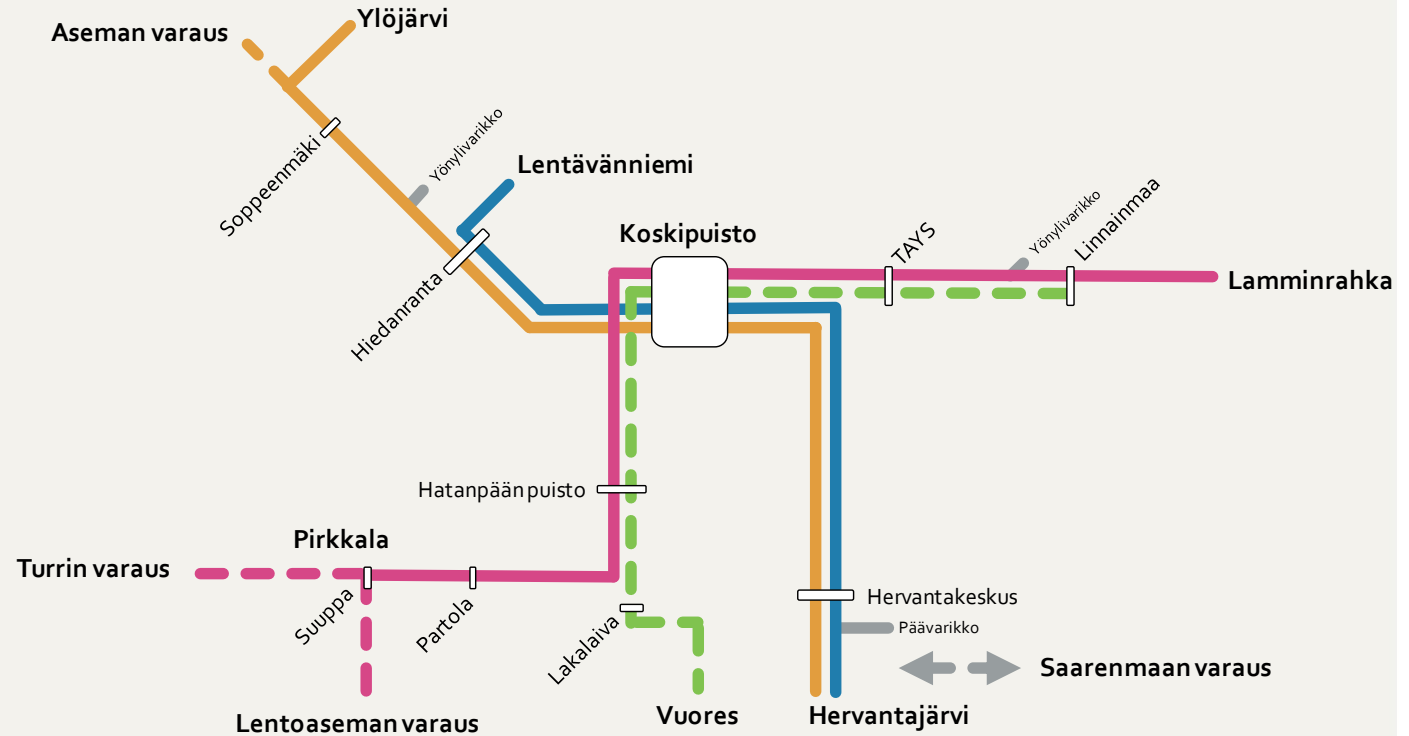 Ylöjärvi
Aseman varaus
Yönylivarikko
Soppeenmäki
Lentävänniemi
Koskipuisto
TAYS
Yönylivarikko
Linnainmaa
Lamminrahka
Hiedanranta
Hatanpään puisto
Pirkkala
Turrin varaus
Suuppa
Partola
Lakalaiva
Hervantakeskus
Päävarikko
Saarenmaan varaus
Lentoaseman varaus
Vuores
Hervantajärvi